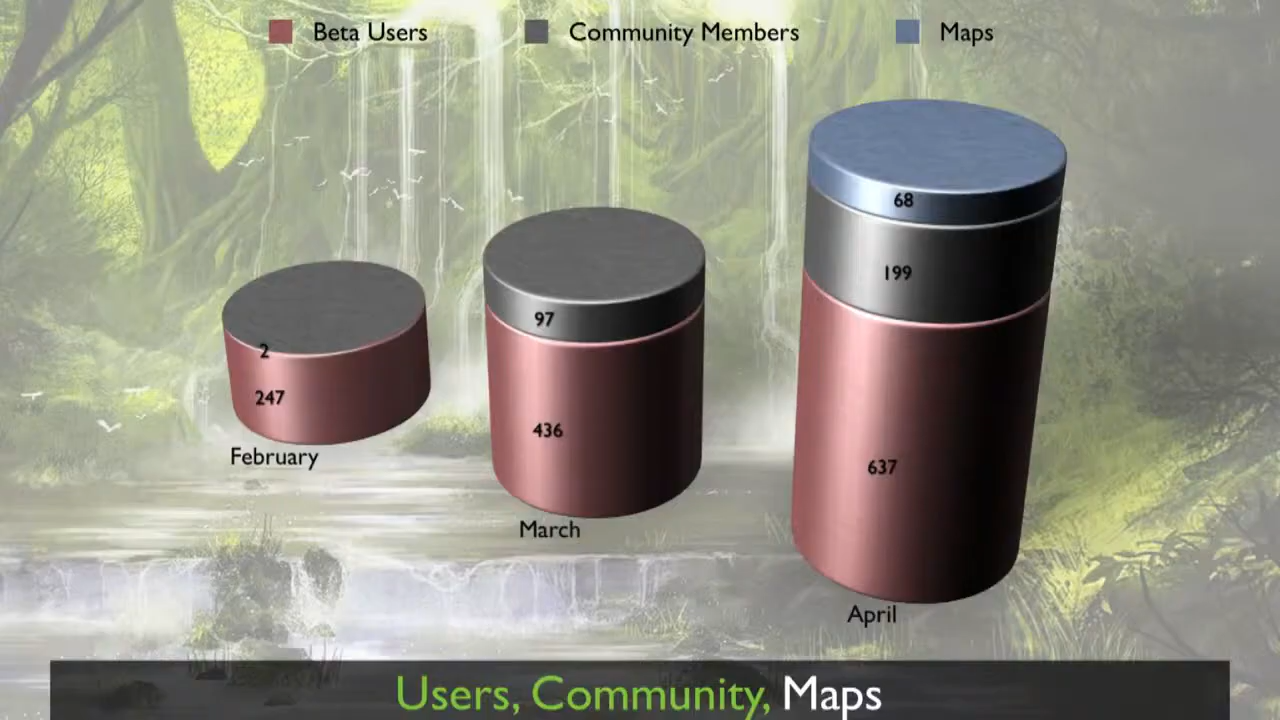 Beta Users
Community Members
Maps
68
199
637
April
97
436
March
2
247
February
Users, Community, Maps